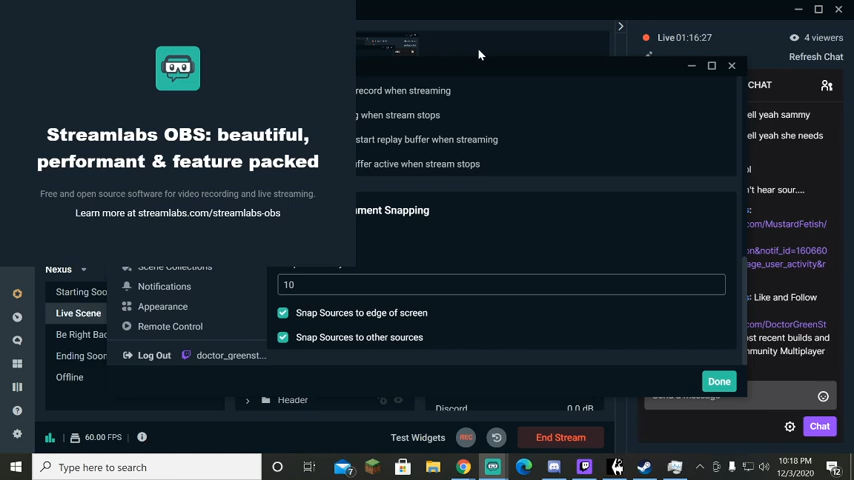 Live 01:16:27
4 viewers
Refresh Chat
Streamlabs OBS: beautiful,
performant & feature packed
Free and open source software for video recording and live streaming.
Learn more at streamlabs.com/streamlabs-obs
record when streaming
when stream stops
start replay buffer when streaming
active when stream stops
Snapping
10
Snap Sources to edge of screen
Snap Sources to other sources
Done
Notifications
Appearance
Remote Control
Log Out doctor_greenst...
CHAT
ell yeah sammy
ell yeah she needs
n't hear sour....
com/MustardFetish/
on&notif_id=160660
age_user_activity&r
s: Like and Follow
com/DoctorGreenSt
ost recent builds and
mmunity Multiplayer
Chat
Nexus
Starting Soo
Live Scene
Be Right Bac
Ending Soon
Offline
Header
Discord
0.0 dB
60.00 FPS
Test Widgets
REC
End Stream
Type here to search
7
10:18 PM
12/3/2020
12